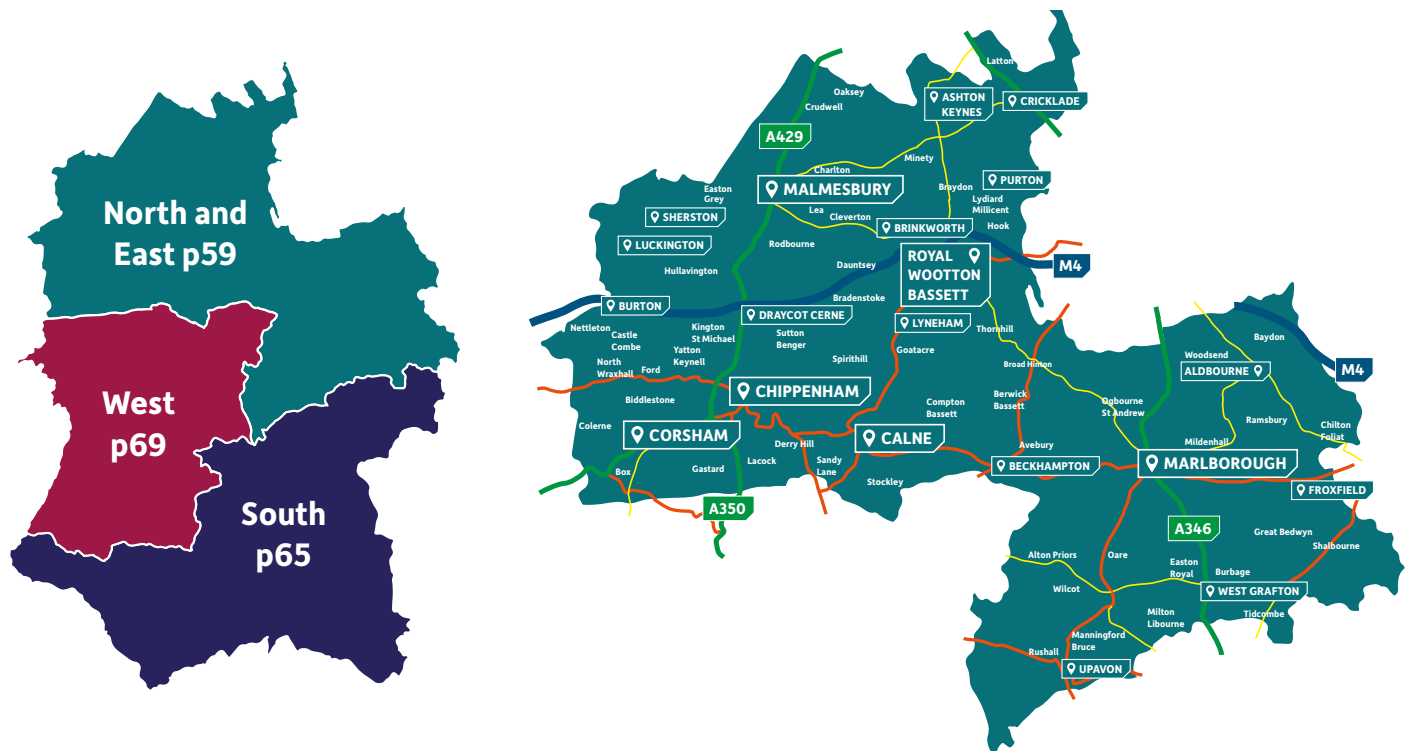 North and
East p59
West
p69
South
p65
Latton
Oaksey
Crudwell
ASHTON
KEYNES
CRICKLADE
A429
Minety
Charlton
MALMESBURY
PURTON
Easton
Grey
Braydon
Lydiard
Millicent
SHERSTON
Lea
Cleverton
BRINKWORTH
Hook
LUCKINGTON
Rodbourne
ROYAL
WOOTTON
BASSETT
M4
Hullavington
Dauntsey
BURTON
Bradenstoke
DRAYCOT CERNE
LYNEHAM
Nettleton
Castle
Combe
Kington
St Michael
Sutton
Benger
Thornhill
Yatton
Keynell
Goatacre
Spirithill
North
Wraxhall
Ford
Broad Hinton
CHIPPENHAM
Biddlestone
Compton
Bassett
Berwick
Bassett
Colerne
CORSHAM
Derry Hill
CALNE
Avebury
Box
Gastard
Lacock
Sandy
Lane
Stockley
BECKHAMPTON
A350
Baydon
Woodsend
ALDBOURNE
M4
Ogbourne
St Andrew
Ramsbury
Chilton
Foliat
Mildenhall
MARLBOROUGH
FROXFIELD
A346
Great Bedwyn
Shalbourne
Alton Priors
Oare
Easton
Royal
Burbage
Wilcot
WEST GRAFTON
Milton
Libourne
Tidcombe
Manningford
Bruce
Rushall
UPAVON